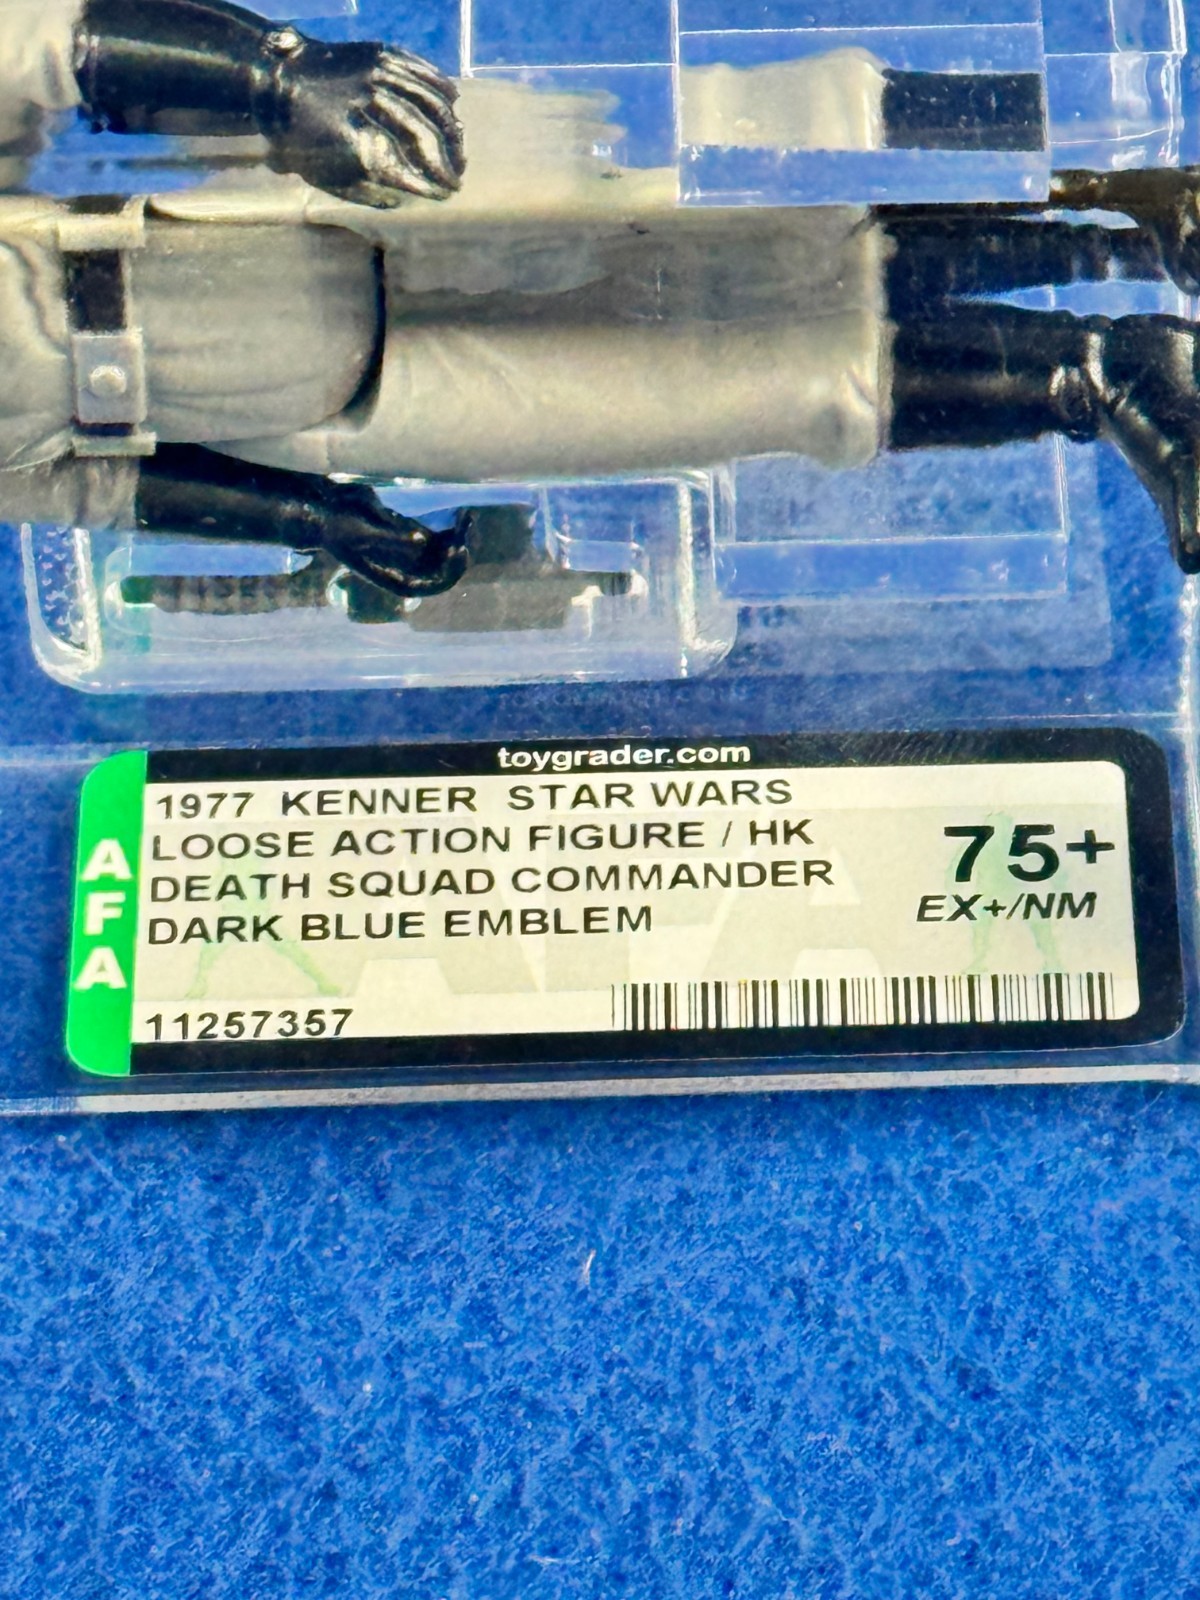 toygrader.com
1977 KENNER STAR WARS
LOOSE ACTION FIGURE / HK
DEATH SQUAD COMMANDER
DARK BLUE EMBLEM
75+
EX+/NM
AFA
11257357